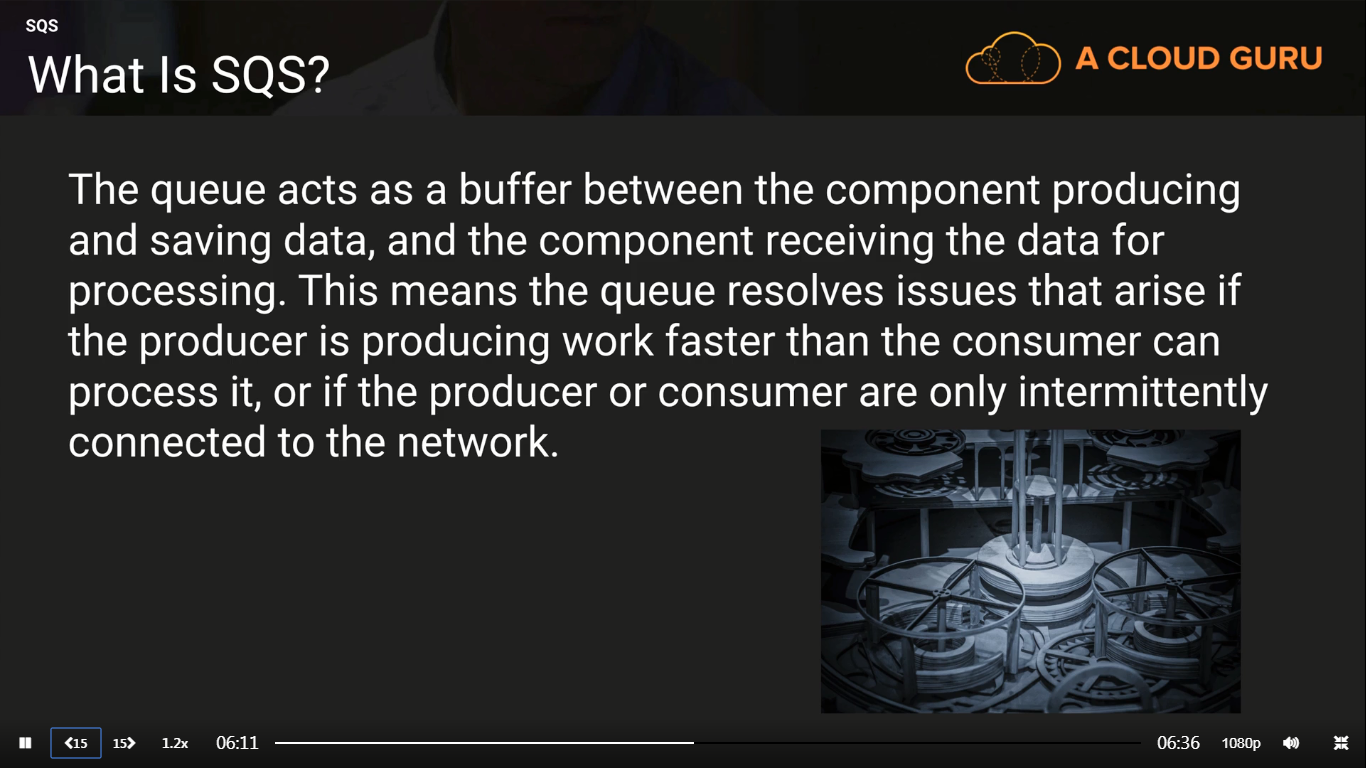 SQS
What Is SQS?
A CLOUD GURU
The queue acts as a buffer between the component producing
and saving data, and the component receiving the data for
processing. This means the queue resolves issues that arise if
the producer is producing work faster than the consumer can
process it, or if the producer or consumer are only intermittently
connected to the network.
15 15 1.2x 06:11 06:36 1080p